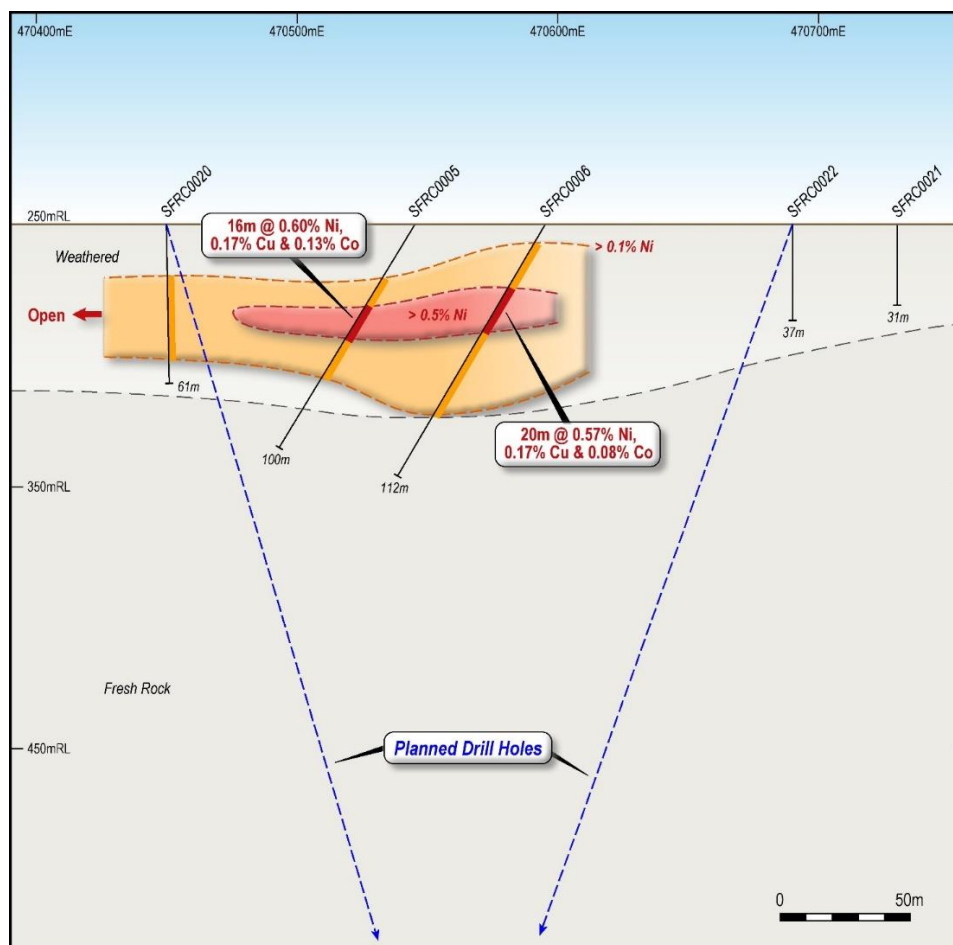 470400mE
470500mE
470600mE
470700mE
SFRC0020
SFRC0005
SFRC0006
SFRC0022
SFRC0021
250mRL
16m @ 0.60% Ni,
0.17% Cu & 0.13% Co
> 0.1% Ni
Weathered
Open
> 0.5% Ni
31m
37m
61m
20m @ 0.57% Ni,
0.17% Cu & 0.08% Co
100m
112m
350mRL
Fresh Rock
450mRL
Planned Drill Holes
0
50m